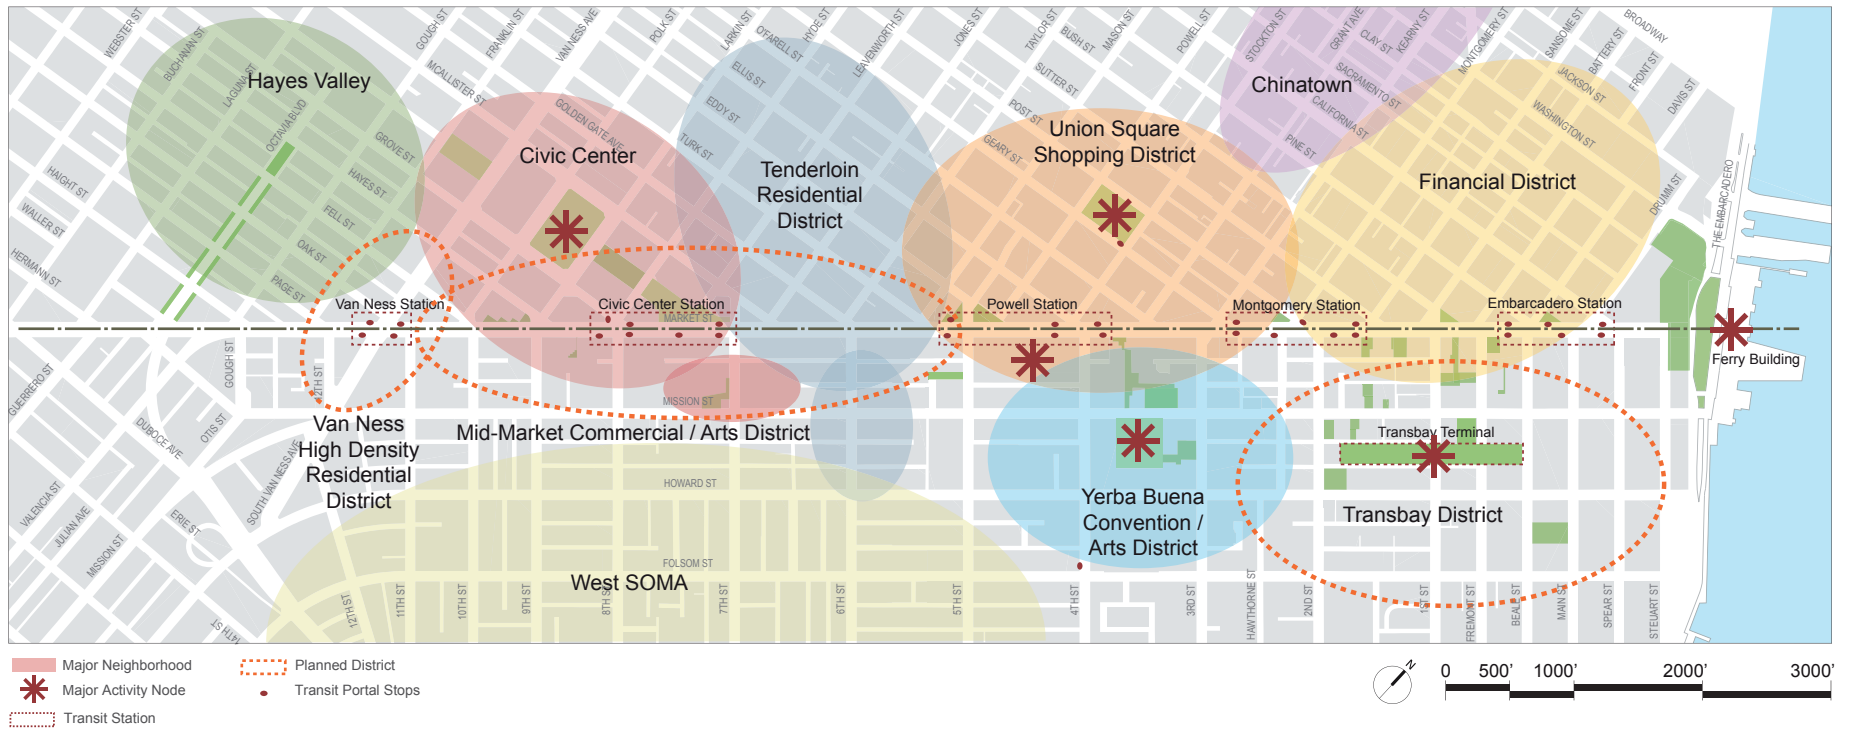 WEBSTER ST
BUCHANAN ST
LAGUNA ST
OCTAVIA BLVD
GOUGH ST
FRANKLIN ST
VAN NESS AVE
POLK ST
LARKIN ST
OFARELL ST
HYDE ST
LEAVENWORTH ST
JONES ST
TAYLOR ST
BUSH ST
MASON ST
POWELL ST
STOCKTON ST
GRANT AVE
CLAY ST
KEARNY ST
MONTGOMERY ST
SANSOME ST
BATTERY ST
BROADWAY
FRONT ST
DAVIS ST
MCALLISTER ST
GOLDEN GATE AVE
ELLIS ST
EDDY ST
TURK ST
SUTTER ST
POST ST
GEARY ST
SACRAMENTO ST
CALIFORNIA ST
PINE ST
JACKSON ST
WASHINGTON ST
DRUMM ST
THE EMBARCADERO
Hayes Valley
Civic Center
Tenderloin
Residential
District
Union Square
Shopping District
Chinatown
Financial District
HAIGHT ST
WALLER ST
HERMANN ST
GROVE ST
HAYES ST
FELL ST
OAK ST
PAGE ST
Van Ness Station
Civic Center Station
Powell Station
Montgomery Station
Embarcadero Station
MARKET ST
Ferry Building
GUERRERO ST
GOUGH ST
12TH ST
MISSION ST
DUBOCE AVE
OTIS ST
SOUTH VAN NESS AVE
Van Ness
High Density
Residential
District
Mid-Market Commercial / Arts District
Transbay Terminal
VALENCIA ST
JULIAN AVE
MISSION ST
ERIE ST
14TH ST
HOWARD ST
Yerba Buena
Convention /
Arts District
Transbay District
FOLSOM ST
West SOMA
12TH ST
11TH ST
10TH ST
9TH ST
8TH ST
7TH ST
6TH ST
5TH ST
4TH ST
3RD ST
HAWTHORNE ST
2ND ST
1ST ST
FREMONT ST
BEALE ST
MAIN ST
SPEAR ST
STEUART ST
Major Neighborhood
Major Activity Node
Transit Station
Planned District
Transit Portal Stops
N
0 500' 1000' 2000' 3000'